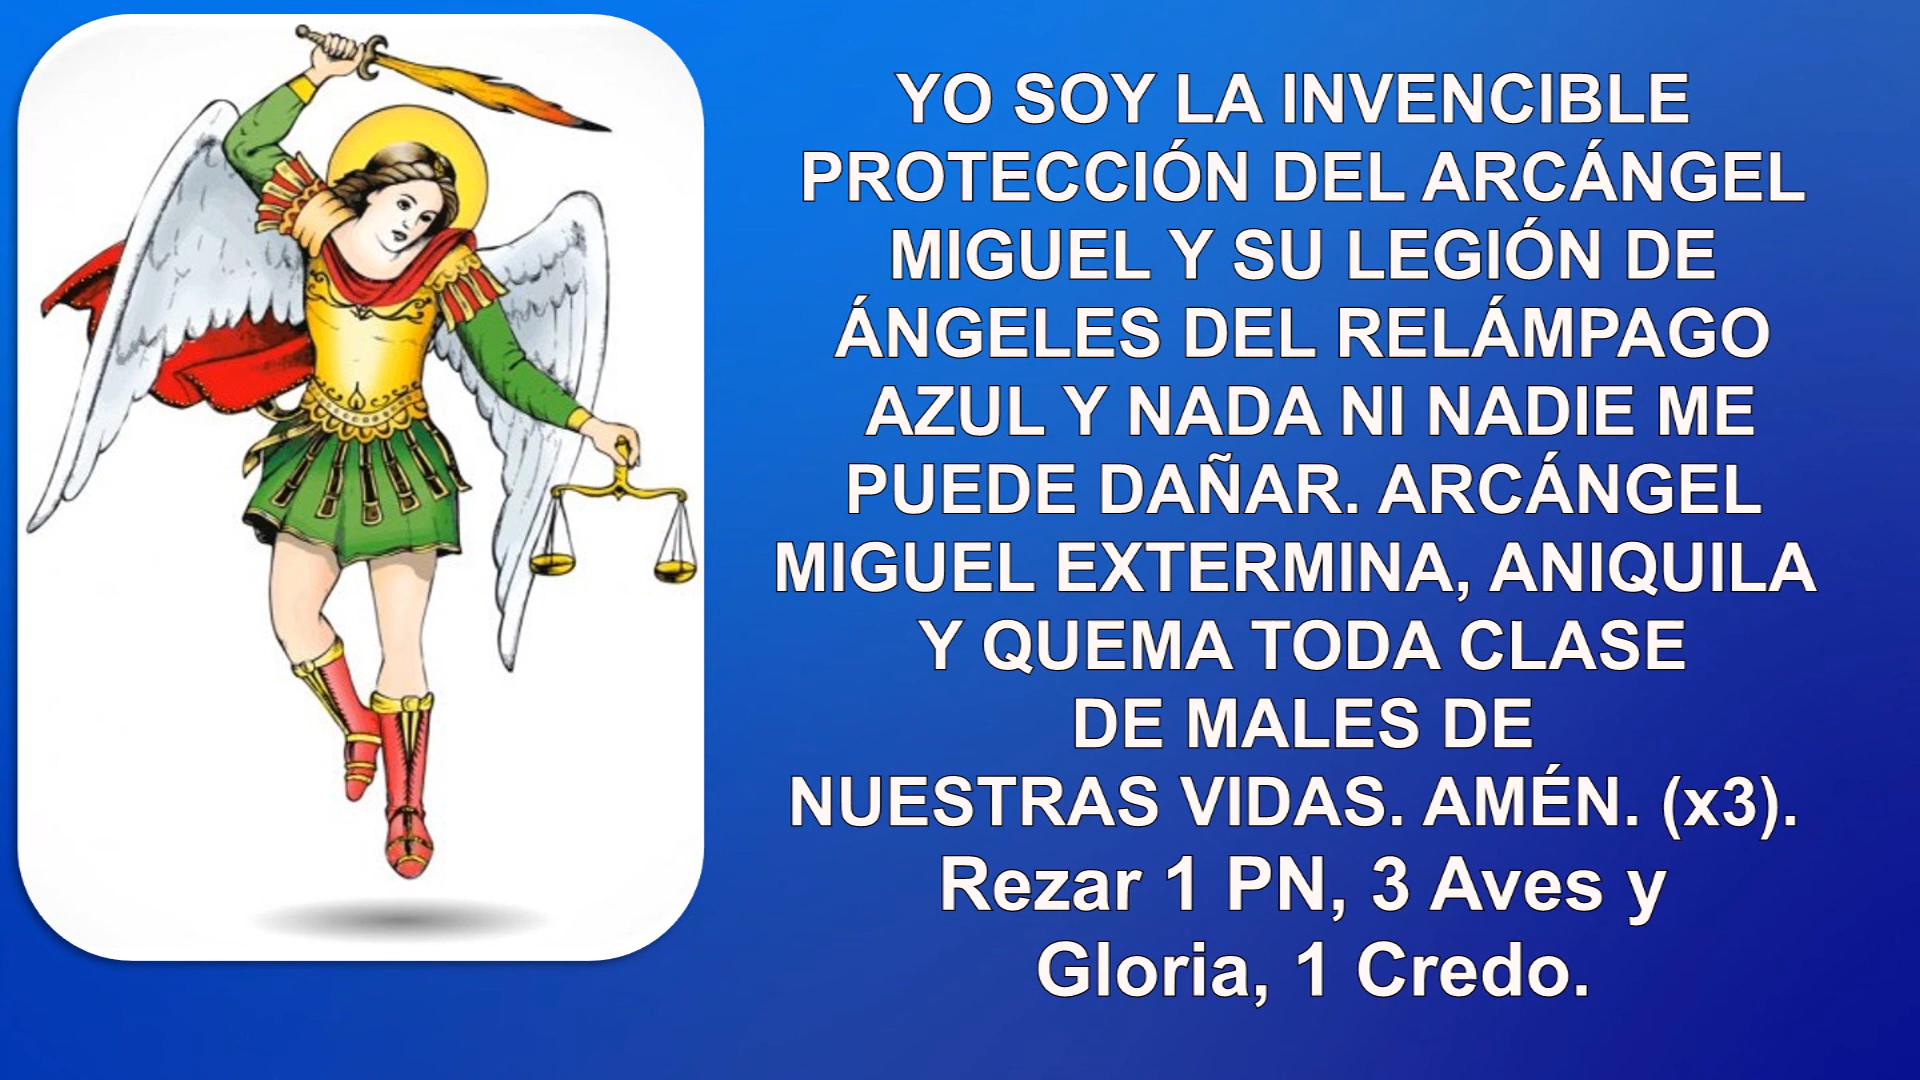 YO SOY LA INVENCIBLE
PROTECCIÓN DEL ARCÁNGEL
MIGUEL Y SU LEGIÓN DE
ÁNGELES DEL RELÁMPAGO
AZUL Y NADA NI NADIE ME
PUEDE DAÑAR. ARCÁNGEL
MIGUEL EXTERMINA, ANIQUILA
Y QUEMA TODA CLASE
DE MALES DE
NUESTRAS VIDAS. AMÉN. (x3).
Rezar 1 PN, 3 Aves y
Gloria, 1 Credo.